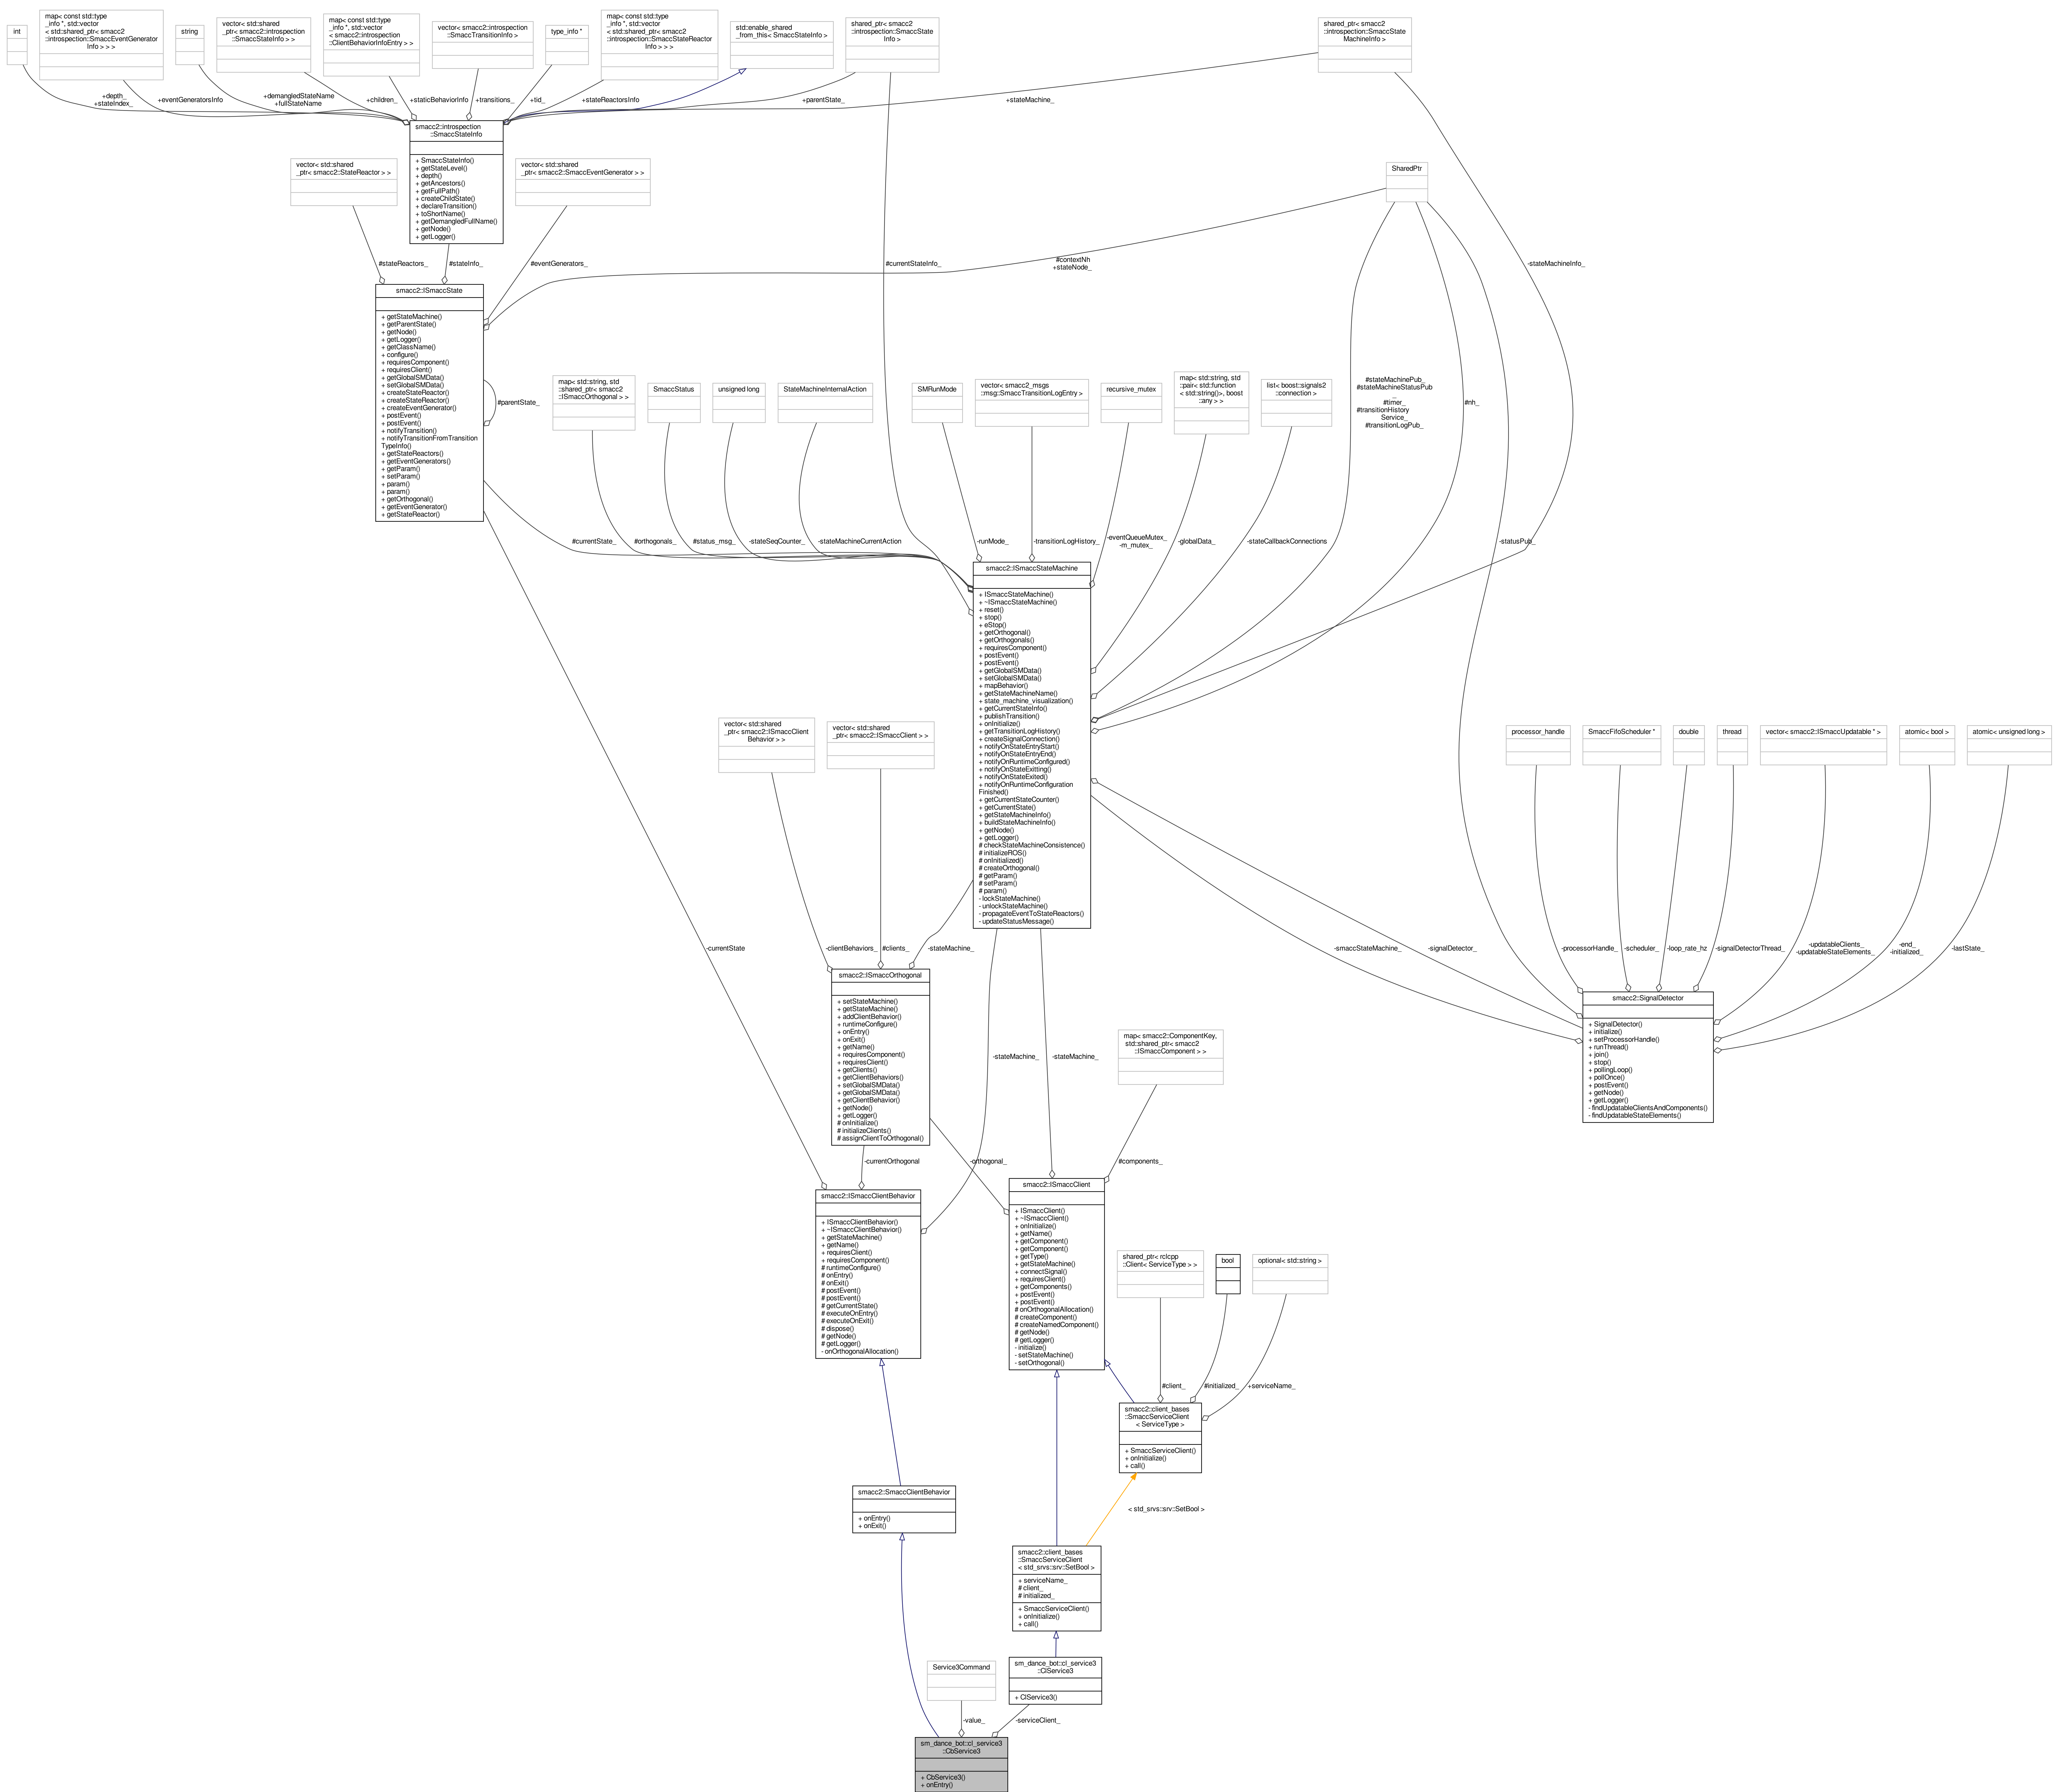 int
map< const std::type
_info *, std::vector
< std::shared_ptr< smacc2
::introspection::SmaccEventGenerator
Info > > >
string
vector< std::shared
_ptr< smacc2::introspection
::SmaccStateInfo > >
map< const std::type
_info *, std::vector
< smacc2::introspection
::ClientBehaviorInfoEntry > >
vector< smacc2::introspection
::SmaccTransitionInfo >
type_info *
map< const std::type
_info *, std::vector
< std::shared_ptr< smacc2
::introspection::SmaccStateReactor
Info > > >
std::enable_shared
_from_this< SmaccStateInfo >
shared_ptr< smacc2
::introspection::SmaccState
Info >
shared_ptr< smacc2
::introspection::SmaccState
MachineInfo >
+depth_
+stateIndex_
+eventGeneratorsInfo
+demangledStateName
+fullStateName
+children_
+staticBehaviorInfo
+transitions_
+tid_
+stateReactorsInfo
+parentState_
+stateMachine_
smacc2::introspection
::SmaccStateInfo
+ SmaccStateInfo()
+ getStateLevel()
+ depth()
+ getAncestors()
+ getFullPath()
+ createChildState()
+ declareTransition()
+ toShortName()
+ getDemangledFullName()
+ getNode()
+ getLogger()
vector< std::shared
_ptr< smacc2::StateReactor > >
vector< std::shared
_ptr< smacc2::SmaccEventGenerator > >
SharedPtr
#stateReactors_
#stateInfo_
#eventGenerators_
#currentStateInfo_
#contextNh
+stateNode_
-stateMachineInfo_
smacc2::ISmaccState
+ getStateMachine()
+ getParentState()
+ getNode()
+ getLogger()
+ getClassName()
+ configure()
+ requiresComponent()
+ requiresClient()
+ getGlobalSMData()
+ setGlobalSMData()
+ createStateReactor()
+ createStateReactor()
+ createEventGenerator()
+ postEvent()
+ postEvent()
+ notifyTransition()
+ notifyTransitionFromTransition
TypeInfo()
+ getStateReactors()
+ getEventGenerators()
+ getParam()
+ setParam()
+ param()
+ param()
+ getOrthogonal()
+ getEventGenerator()
+ getStateReactor()
#parentState_
map< std::string, std
::shared_ptr< smacc2
::ISmaccOrthogonal > >
SmaccStatus
unsigned long
StateMachineInternalAction
SMRunMode
vector< smacc2_msgs
::msg::SmaccTransitionLogEntry >
recursive_mutex
map< std::string, std
::pair< std::function
< std::string()>, boost
::any > >
list< boost::signals2
::connection >
#stateMachinePub_
#stateMachineStatusPub
_
#timer_
#transitionHistory
Service_
#transitionLogPub_
#nh_
#currentState_
#orthogonals_
#status_msg_
-stateSeqCounter_
-stateMachineCurrentAction
-runMode_
-transitionLogHistory_
-eventQueueMutex_
-m_mutex_
-globalData_
-stateCallbackConnections
-statusPub_
smacc2::ISmaccStateMachine
+ ISmaccStateMachine()
+ ~ISmaccStateMachine()
+ reset()
+ stop()
+ eStop()
+ getOrthogonal()
+ getOrthogonals()
+ requiresComponent()
+ postEvent()
+ postEvent()
+ getGlobalSMData()
+ setGlobalSMData()
+ mapBehavior()
+ getStateMachineName()
+ state_machine_visualization()
+ getCurrentStateInfo()
+ publishTransition()
+ onInitialize()
+ getTransitionLogHistory()
+ createSignalConnection()
+ notifyOnStateEntryStart()
+ notifyOnStateEntryEnd()
+ notifyOnRuntimeConfigured()
+ notifyOnStateExitting()
+ notifyOnStateExited()
+ notifyOnRuntimeConfiguration
Finished()
+ getCurrentStateCounter()
+ getCurrentState()
+ getStateMachineInfo()
+ buildStateMachineInfo()
+ getNode()
+ getLogger()
# checkStateMachineConsistence()
# initializeROS()
# onInitialized()
# createOrthogonal()
# getParam()
# setParam()
# param()
- lockStateMachine()
- unlockStateMachine()
- propagateEventToStateReactors()
- updateStatusMessage()
vector< std::shared
_ptr< smacc2::ISmaccClient
Behavior > >
vector< std::shared
_ptr< smacc2::ISmaccClient > >
processor_handle
SmaccFifoScheduler *
double
thread
vector< smacc2::ISmaccUpdatable * >
atomic< bool >
atomic< unsigned long >
-currentState
-clientBehaviors_
#clients_
-stateMachine_
-smaccStateMachine_
-signalDetector_
-processorHandle_
-scheduler_
-loop_rate_hz
-signalDetectorThread_
-updatableClients_
-updatableStateElements_
-end_
-initialized_
-lastState_
smacc2::ISmaccOrthogonal
+ setStateMachine()
+ getStateMachine()
+ addClientBehavior()
+ runtimeConfigure()
+ onEntry()
+ onExit()
+ getName()
+ requiresComponent()
+ requiresClient()
+ getClients()
+ getClientBehaviors()
+ setGlobalSMData()
+ getGlobalSMData()
+ getClientBehavior()
+ getNode()
+ getLogger()
# onInitialize()
# initializeClients()
# assignClientToOrthogonal()
smacc2::SignalDetector
+ SignalDetector()
+ initialize()
+ setProcessorHandle()
+ runThread()
+ join()
+ stop()
+ pollingLoop()
+ pollOnce()
+ postEvent()
+ getNode()
+ getLogger()
- findUpdatableClientsAndComponents()
- findUpdatableStateElements()
-stateMachine_
-stateMachine_
map< smacc2::ComponentKey,
std::shared_ptr< smacc2
::ISmaccComponent > >
-currentOrthogonal
-orthogonal_
#components_
smacc2::ISmaccClientBehavior
+ ISmaccClientBehavior()
+ ~ISmaccClientBehavior()
+ getStateMachine()
+ getName()
+ requiresClient()
+ requiresComponent()
# runtimeConfigure()
# onEntry()
# onExit()
# postEvent()
# postEvent()
# getCurrentState()
# executeOnEntry()
# executeOnExit()
# dispose()
# getNode()
# getLogger()
- onOrthogonalAllocation()
smacc2::ISmaccClient
+ ISmaccClient()
+ ~ISmaccClient()
+ onInitialize()
+ getName()
+ getComponent()
+ getComponent()
+ getType()
+ getStateMachine()
+ connectSignal()
+ requiresClient()
+ getComponents()
+ postEvent()
+ postEvent()
# onOrthogonalAllocation()
# createComponent()
# createNamedComponent()
# getNode()
# getLogger()
- initialize()
- setStateMachine()
- setOrthogonal()
shared_ptr< rclcpp
::Client< ServiceType > >
bool
optional< std::string >
#client_
#initialized_
+serviceName_
smacc2::client_bases
::SmaccServiceClient
< ServiceType >
+ SmaccServiceClient()
+ onInitialize()
+ call()
smacc2::SmaccClientBehavior
+ onEntry()
+ onExit()
< std_srvs::srv::SetBool >
smacc2::client_bases
::SmaccServiceClient
< std_srvs::srv::SetBool >
+ serviceName_
# client_
# initialized_
+ SmaccServiceClient()
+ onInitialize()
+ call()
Service3Command
sm_dance_bot::cl_service3
::ClService3
+ ClService3()
-value_
-serviceClient_
sm_dance_bot::cl_service3
::CbService3
+ CbService3()
+ onEntry()